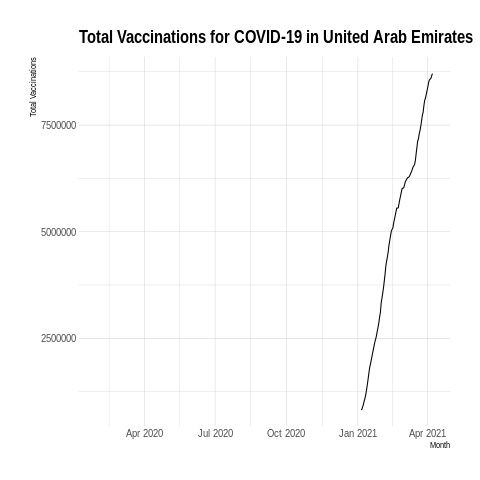 Total Vaccinations for COVID-19 in United Arab Emirates
Total Vaccinations
7500000
5000000
2500000
Apr 2020 Jul 2020 Oct 2020 Jan 2021 Apr 2021
Month